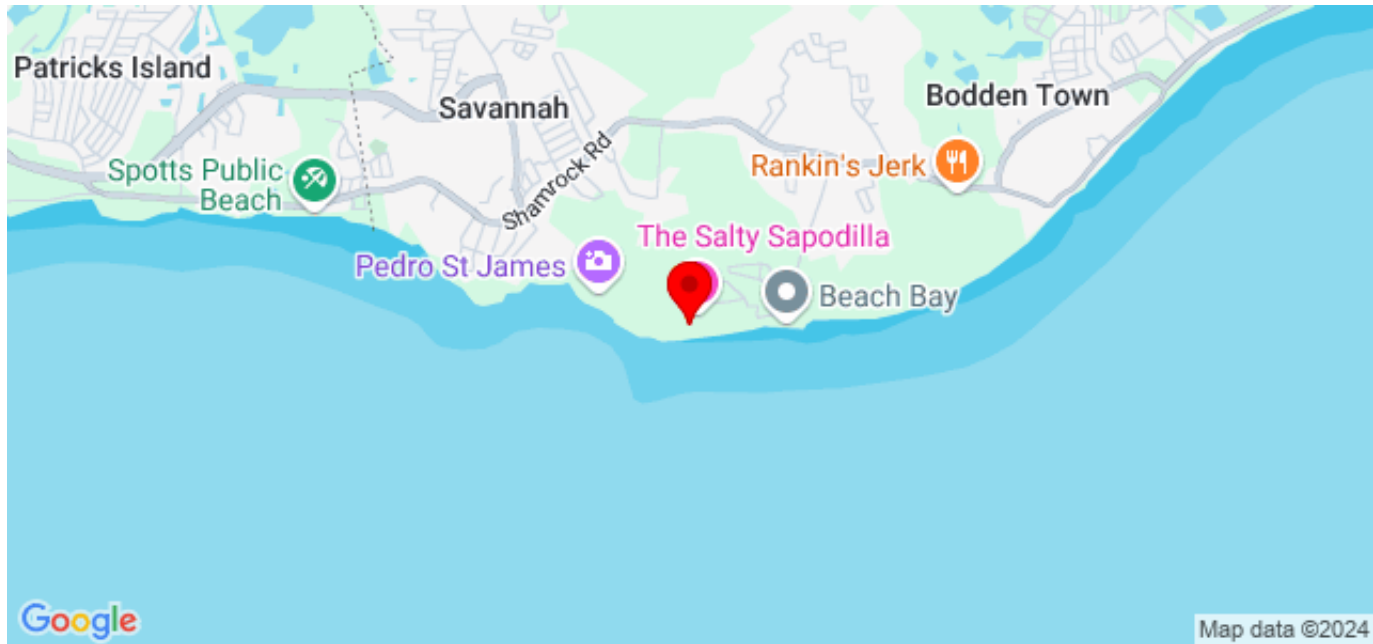 Patricks Island
Savannah
Bodden Town
Shamrock Rd
Spotts Public
Beach
Rankin's Jerk
The Salty Sapodilla
Pedro St James
Beach Bay
Google
Map data ©2024